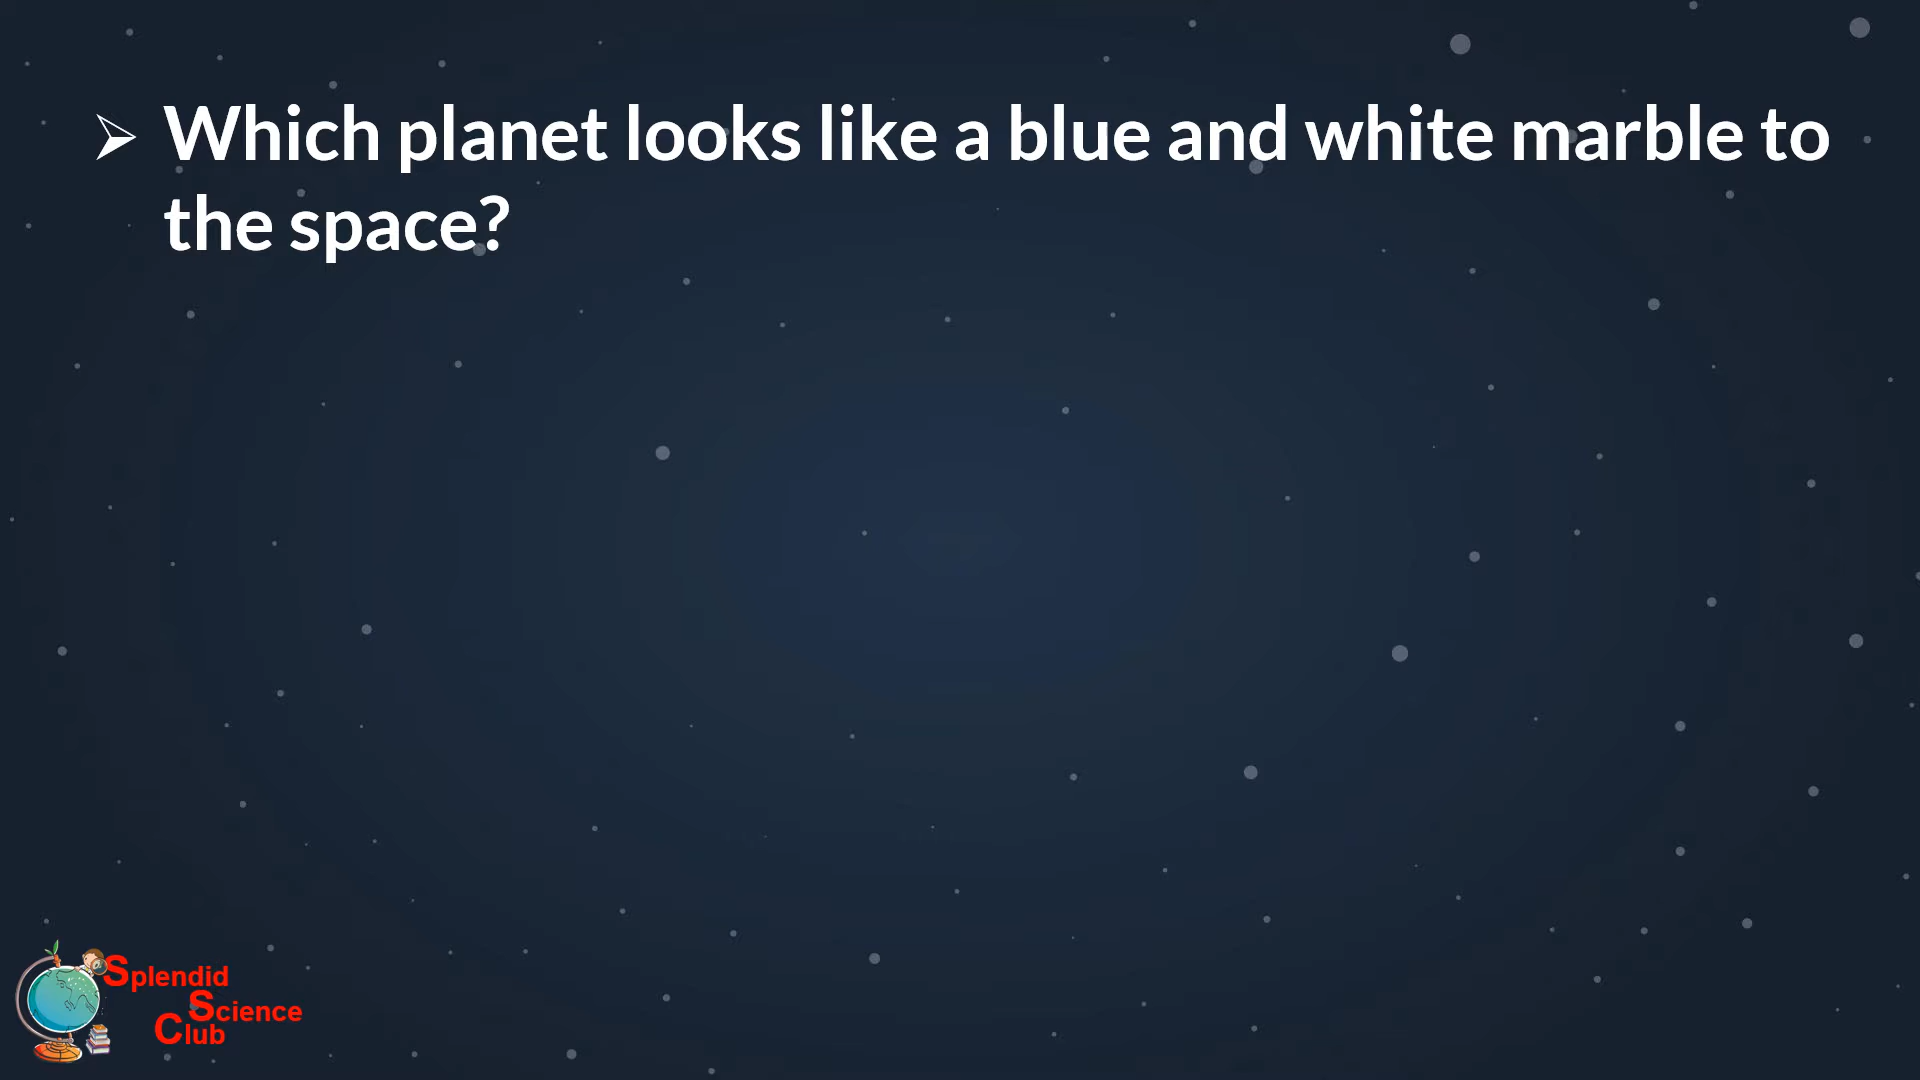 Which planet looks like a blue and white marble to
the space?
Splendid
Science
Club